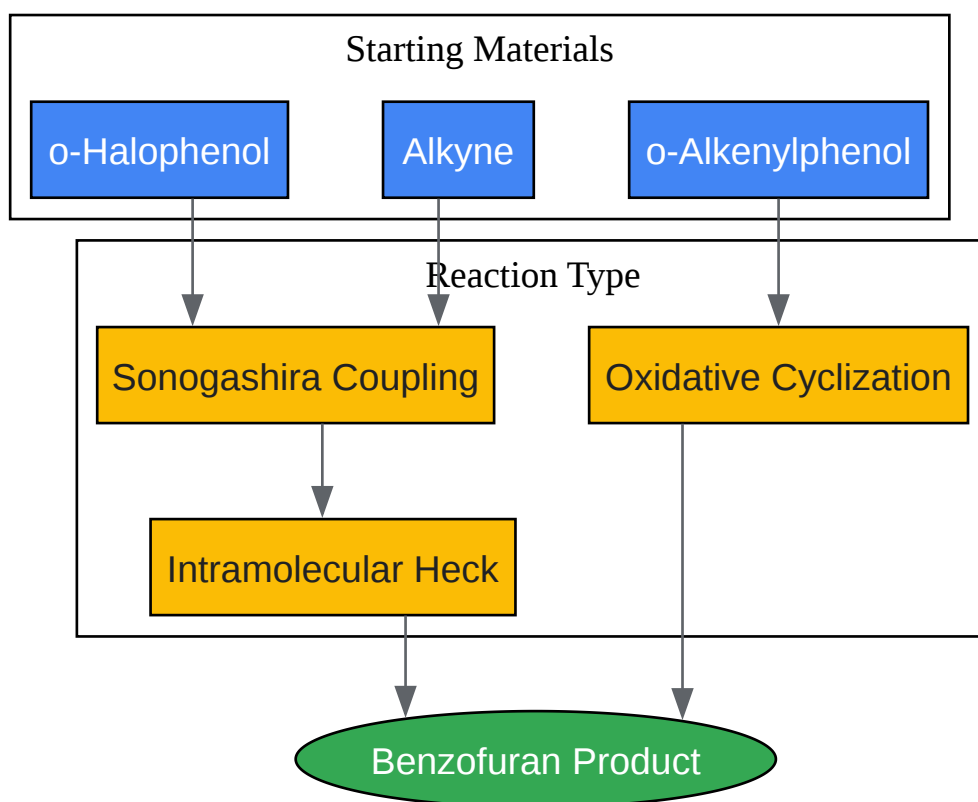 Starting Materials
o-Halophenol
Alkyne
o-Alkenylphenol
Reaction Type
Sonogashira Coupling
Oxidative Cyclization
Intramolecular Heck
Benzofuran Product